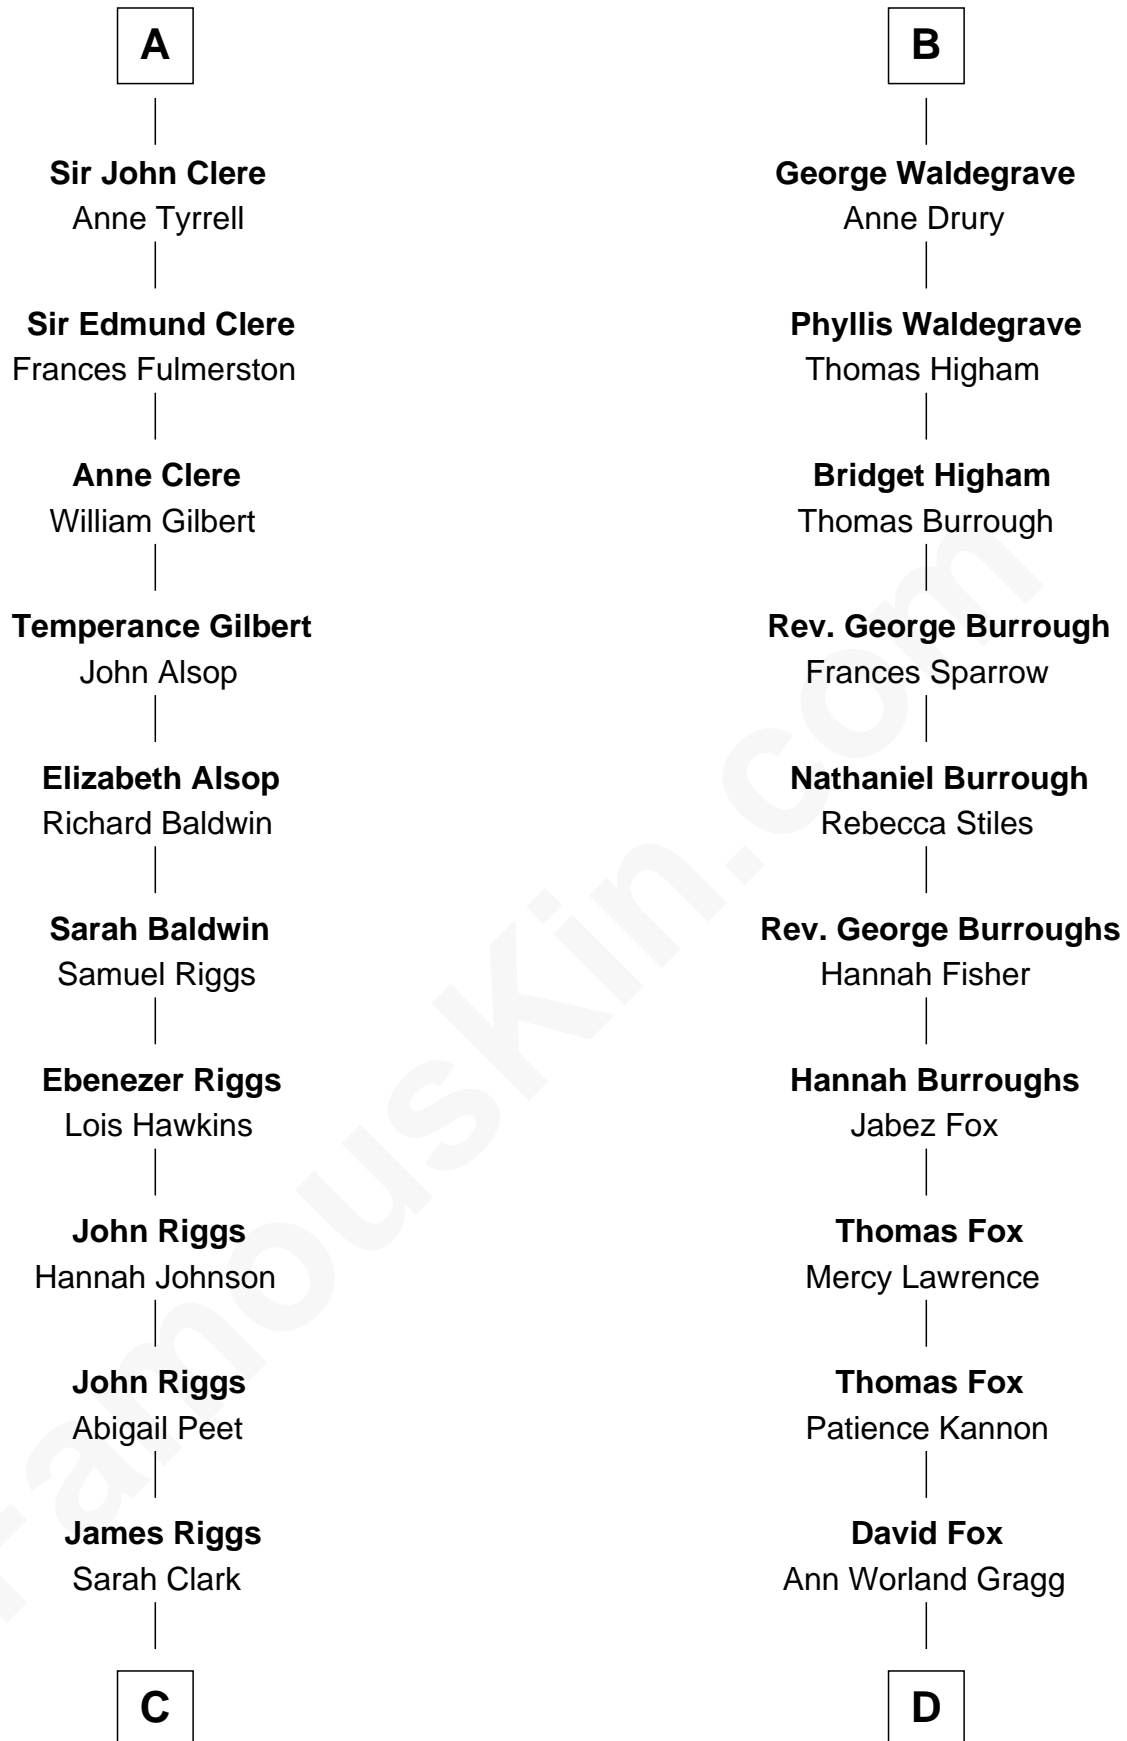 A
Sir John Clere
Anne Tyrrell
Sir Edmund Clere
Frances Fulmerston
Anne Clere
William Gilbert
Temperance Gilbert
John Alsop
Elizabeth Alsop
Richard Baldwin
Sarah Baldwin
Samuel Riggs
Ebenezer Riggs
Lois Hawkins
John Riggs
Hannah Johnson
John Riggs
Abigail Peet
James Riggs
Sarah Clark
C
B
George Waldegrave
Anne Drury
Phyllis Waldegrave
Thomas Higham
Bridget Higham
Thomas Burrough
Rev. George Burrough
Frances Sparrow
Nathaniel Burrough
Rebecca Stiles
Rev. George Burroughs
Hannah Fisher
Hannah Burroughs
Jabez Fox
Thomas Fox
Mercy Lawrence
Thomas Fox
Patience Kannon
David Fox
Ann Worland Gragg
D
FamousKin.com